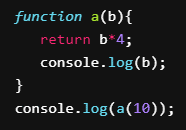 function a(b){
   return b*4;
   console.log(b);
}
console.log(a(10));